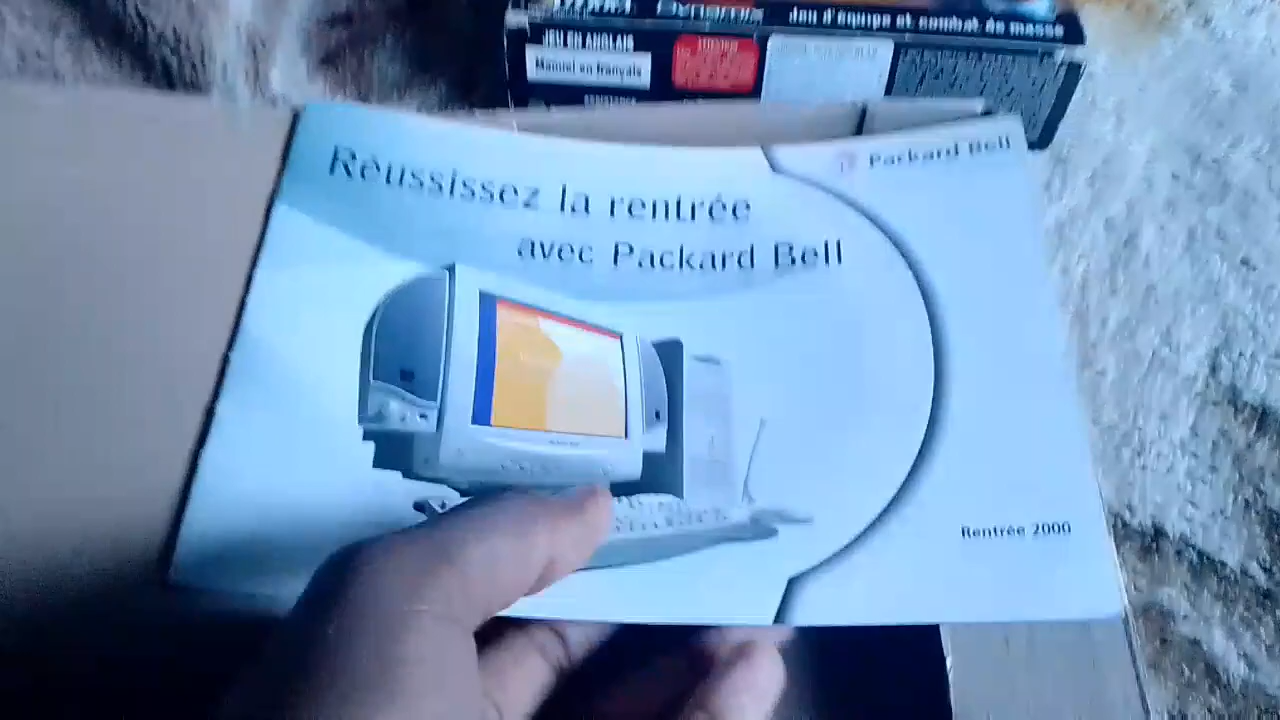 Jeu d'équipe et combat de masse
JEU EN ANGLAIS
Manuel en français
Réussissez la rentrée
avec Packard Bell
Packard Bell
Rentrée 2000